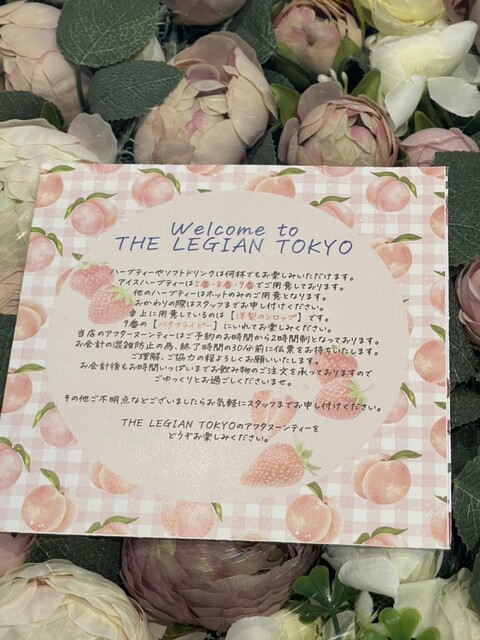 Welcome to
THE LEGIAN TOKYO
ハーブティーやソフトドリンクは何杯でもお楽しみいただけます。
アイスハーブティーは5番・8番・9番でご用意しております。
他のハーブティーはホットのみのご用意となります。
おかわりの際はスタッフまでお申し付けください。
卓上に用意しているのは【洋梨のシロップ】です。
9番の【バタフライピー】にいれてお楽しみください。
当店のアフタヌーンティーはご予約のお時間から2時間制となっております。
お会計の混雑防止の為、終了時間の30分前に伝票をお持ちいたします。
ご理解、ご協力の程よろしくお願いいたします。
お会計後もお時間いっぱいまでお飲み物のご注文を承っておりますので
ごゆっくりとお過ごしくださいませ。
その他ご不明点などございましたらお気軽にスタッフまでお申し付けください。
THE LEGIAN TOKYOのアフタヌーンティーを
どうぞお楽しみください。